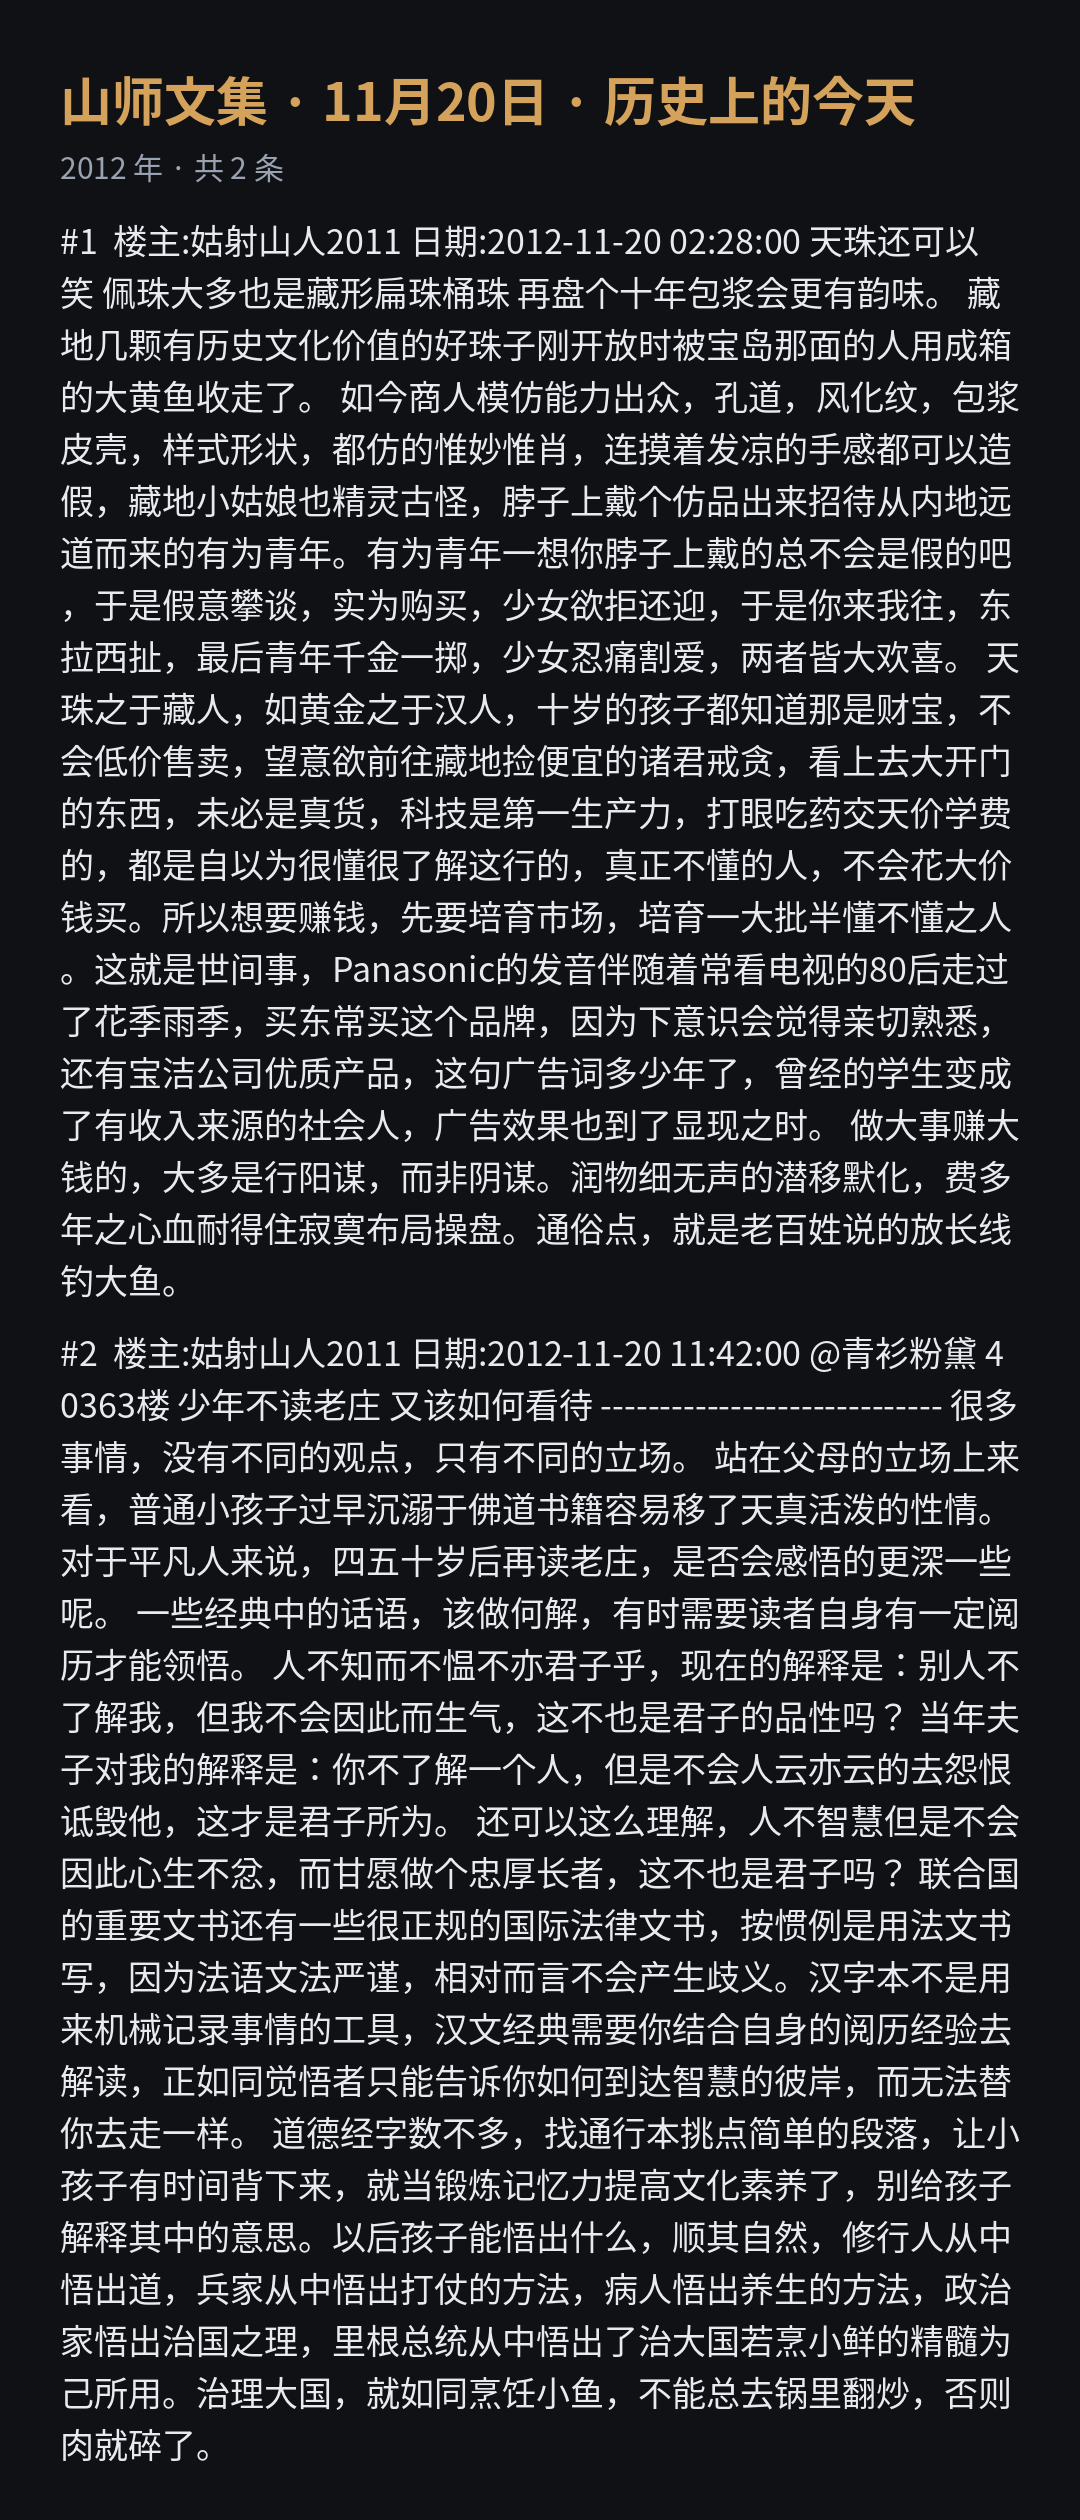 山师文集 · 11月20日 · 历史上的今天
2012 年 · 共 2 条
#1 楼主:姑射山人2011 日期:2012-11-20 02:28:00 天珠还可以
笑 佩珠大多也是藏形扁珠桶珠 再盘个十年包浆会更有韵味。 藏
地几颗有历史文化价值的好珠子刚开放时被宝岛那面的人用成箱
的大黄鱼收走了。 如今商人模仿能力出众，孔道，风化纹，包浆
皮壳，样式形状，都仿的惟妙惟肖，连摸着发凉的手感都可以造
假，藏地小姑娘也精灵古怪，脖子上戴个仿品出来招待从内地远
道而来的有为青年。有为青年一想你脖子上戴的总不会是假的吧
，于是假意攀谈，实为购买，少女欲拒还迎，于是你来我往，东
拉西扯，最后青年千金一掷，少女忍痛割爱，两者皆大欢喜。 天
珠之于藏人，如黄金之于汉人，十岁的孩子都知道那是财宝，不
会低价售卖，望意欲前往藏地捡便宜的诸君戒贪，看上去大开门
的东西，未必是真货，科技是第一生产力，打眼吃药交天价学费
的，都是自以为很懂很了解这行的，真正不懂的人，不会花大价
钱买。所以想要赚钱，先要培育市场，培育一大批半懂不懂之人
。这就是世间事，Panasonic的发音伴随着常看电视的80后走过
了花季雨季，买东常买这个品牌，因为下意识会觉得亲切熟悉，
还有宝洁公司优质产品，这句广告词多少年了，曾经的学生变成
了有收入来源的社会人，广告效果也到了显现之时。 做大事赚大
钱的，大多是行阳谋，而非阴谋。润物细无声的潜移默化，费多
年之心血耐得住寂寞布局操盘。通俗点，就是老百姓说的放长线
钓大鱼。
#2 楼主:姑射山人2011 日期:2012-11-20 11:42:00 @青衫粉黛 4
0363楼 少年不读老庄 又该如何看待 ---------------------------- 很多
事情，没有不同的观点，只有不同的立场。 站在父母的立场上来
看，普通小孩子过早沉溺于佛道书籍容易移了天真活泼的性情。
对于平凡人来说，四五十岁后再读老庄，是否会感悟的更深一些
呢。 一些经典中的话语，该做何解，有时需要读者自身有一定阅
历才能领悟。 人不知而不愠不亦君子乎，现在的解释是：别人不
了解我，但我不会因此而生气，这不也是君子的品性吗？ 当年夫
子对我的解释是：你不了解一个人，但是不会人云亦云的去怨恨
诋毁他，这才是君子所为。 还可以这么理解，人不智慧但是不会
因此心生不忿，而甘愿做个忠厚长者，这不也是君子吗？ 联合国
的重要文书还有一些很正规的国际法律文书，按惯例是用法文书
写，因为法语文法严谨，相对而言不会产生歧义。汉字本不是用
来机械记录事情的工具，汉文经典需要你结合自身的阅历经验去
解读，正如同觉悟者只能告诉你如何到达智慧的彼岸，而无法替
你去走一样。 道德经字数不多，找通行本挑点简单的段落，让小
孩子有时间背下来，就当锻炼记忆力提高文化素养了，别给孩子
解释其中的意思。以后孩子能悟出什么，顺其自然，修行人从中
悟出道，兵家从中悟出打仗的方法，病人悟出养生的方法，政治
家悟出治国之理，里根总统从中悟出了治大国若烹小鲜的精髓为
己所用。治理大国，就如同烹饪小鱼，不能总去锅里翻炒，否则
肉就碎了。